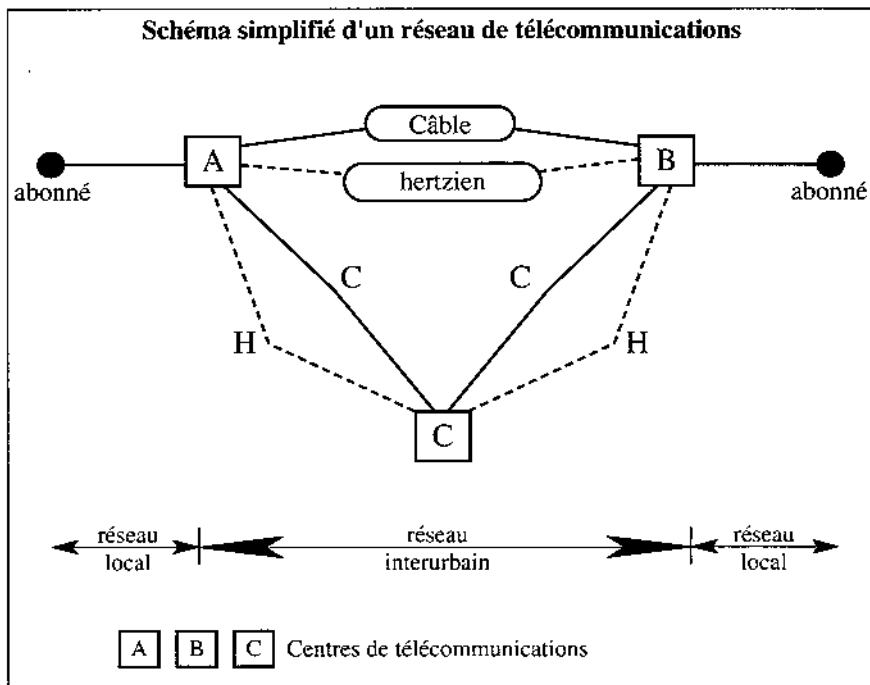 Schéma simplifié d'un réseau de télécommunications
Câble
A
B
hertzien
abonné
abonné
C
C
H
H
C
réseau
local
réseau
interurbain
réseau
local
A B C Centres de télécommunications